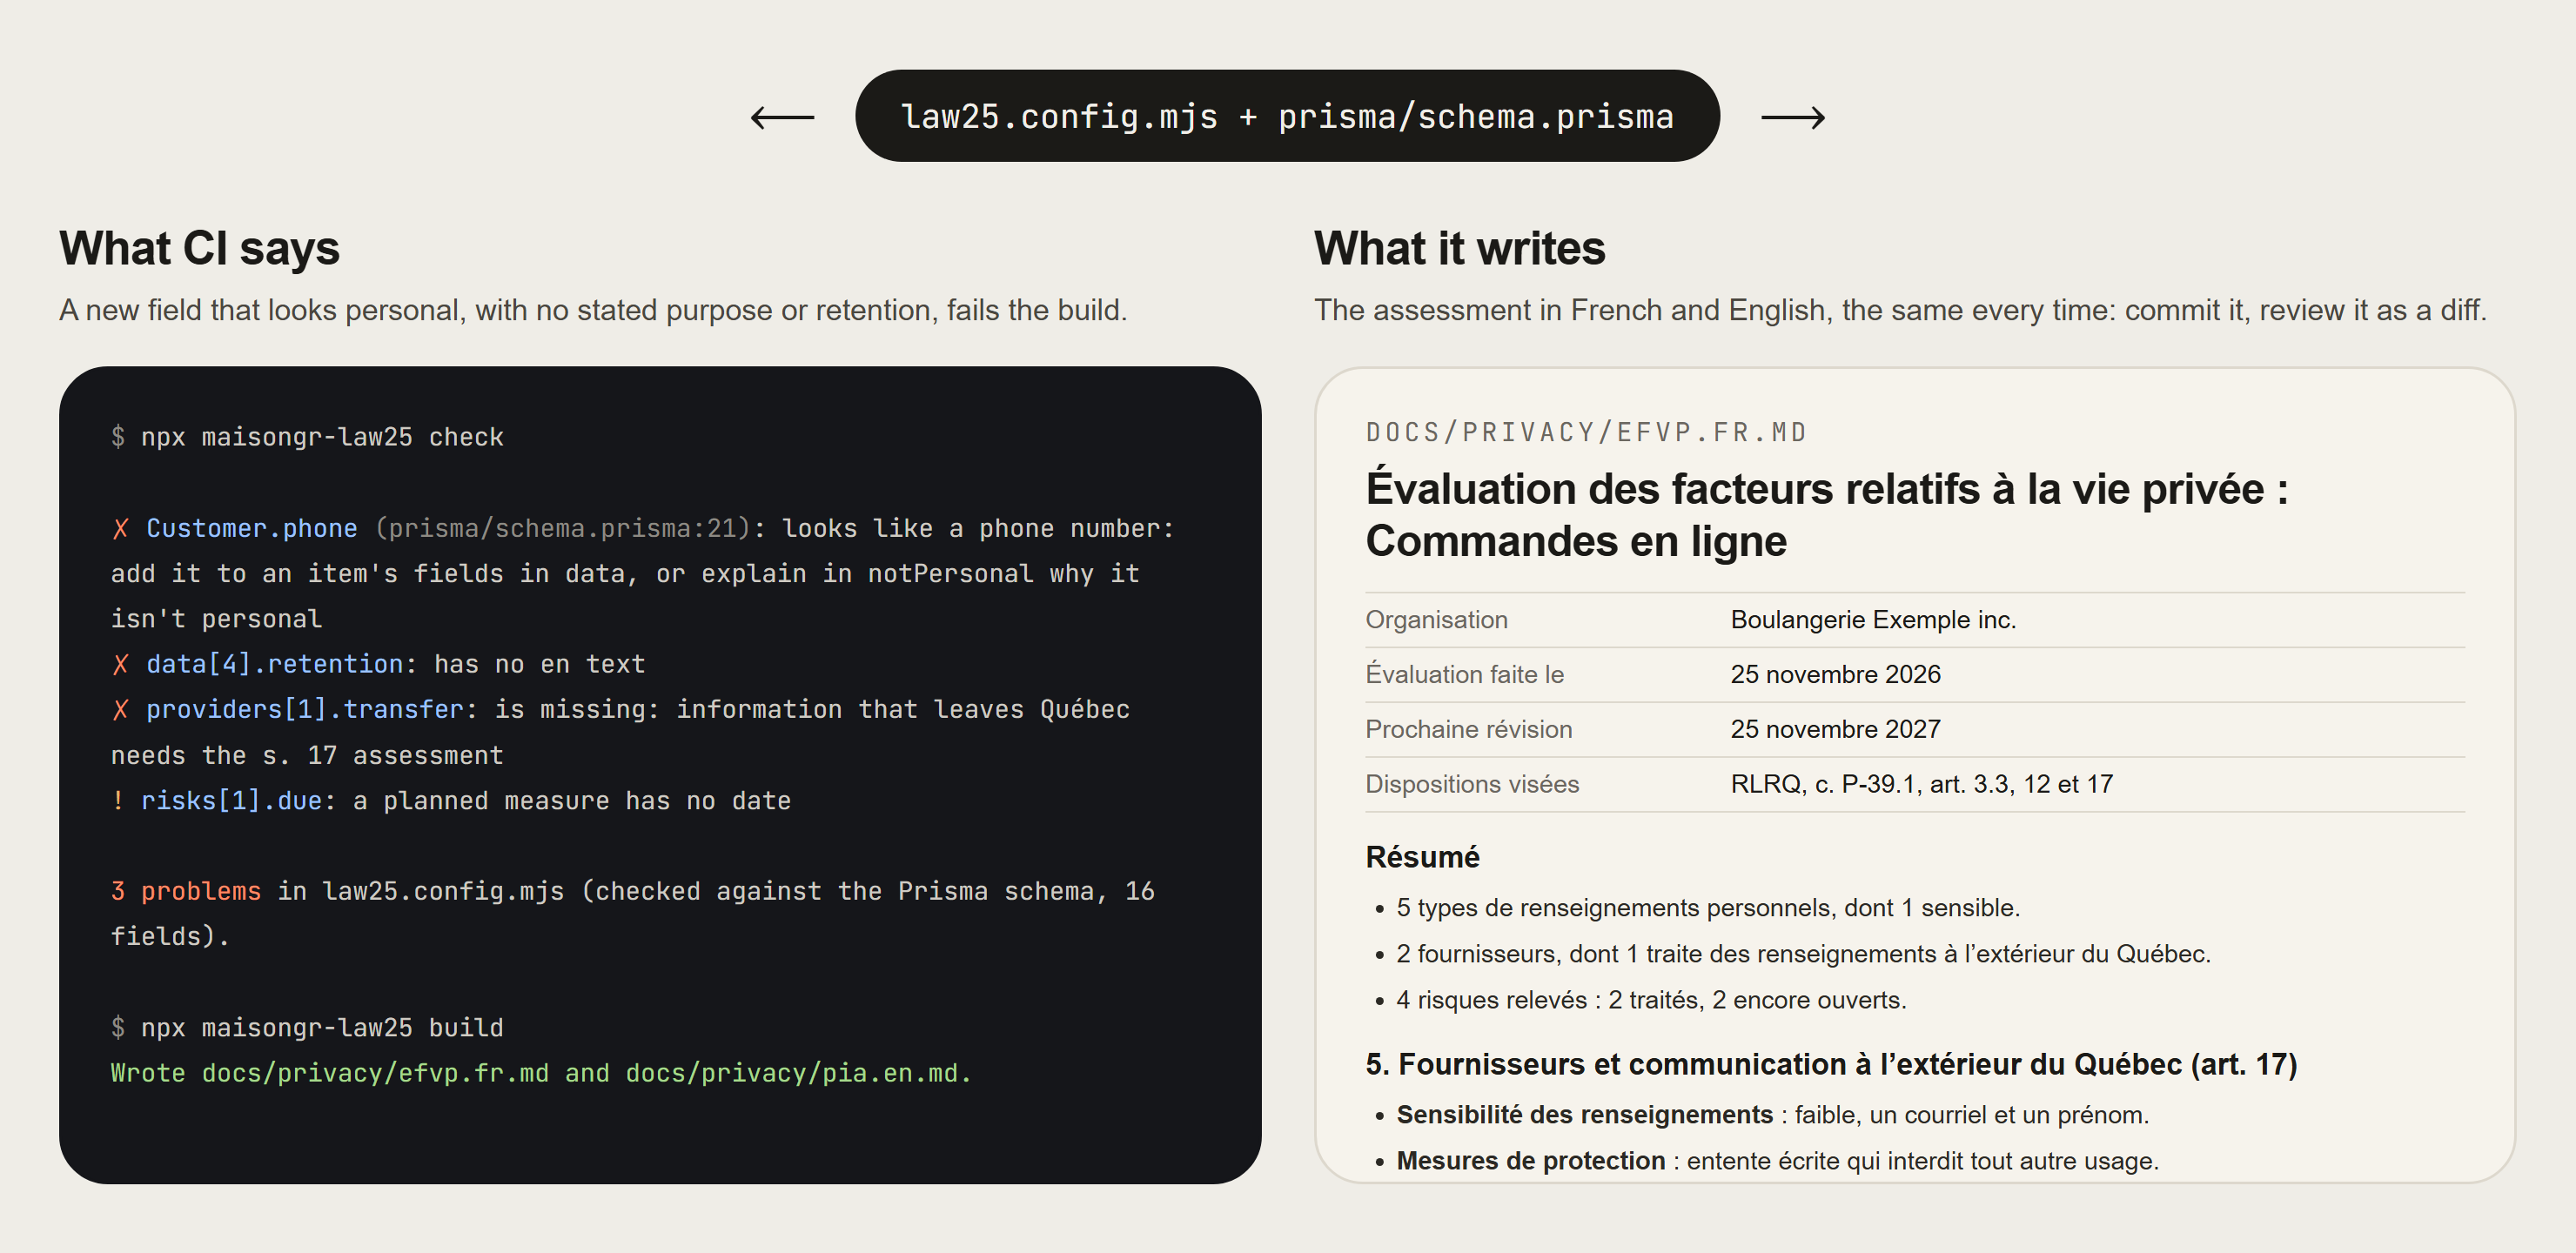 ← law25.config.mjs + prisma/schema.prisma →
What CI says
A new field that looks personal, with no stated purpose or retention, fails the build.
$ npx maisongr-law25 check
✗ Customer.phone (prisma/schema.prisma:21): looks like a phone number:
add it to an item's fields in data, or explain in notPersonal why it
isn't personal
✗ data[4].retention: has no en text
✗ providers[1].transfer: is missing: information that leaves Québec
needs the s. 17 assessment
! risks[1].due: a planned measure has no date
3 problems in law25.config.mjs (checked against the Prisma schema, 16
fields).
$ npx maisongr-law25 build
Wrote docs/privacy/efvp.fr.md and docs/privacy/pia.en.md.
What it writes
The assessment in French and English, the same every time: commit it, review it as a diff.
DOCS/PRIVACY/EFVP.FR.MD
Évaluation des facteurs relatifs à la vie privée :
Commandes en ligne
Organisation Boulangerie Exemple inc.
Évaluation faite le 25 novembre 2026
Prochaine révision 25 novembre 2027
Dispositions visées RLRQ, c. P-39.1, art. 3.3, 12 et 17
Résumé
• 5 types de renseignements personnels, dont 1 sensible.
• 2 fournisseurs, dont 1 traite des renseignements à l’extérieur du Québec.
• 4 risques relevés : 2 traités, 2 encore ouverts.
5. Fournisseurs et communication à l’extérieur du Québec (art. 17)
• Sensibilité des renseignements : faible, un courriel et un prénom.
• Mesures de protection : entente écrite qui interdit tout autre usage.